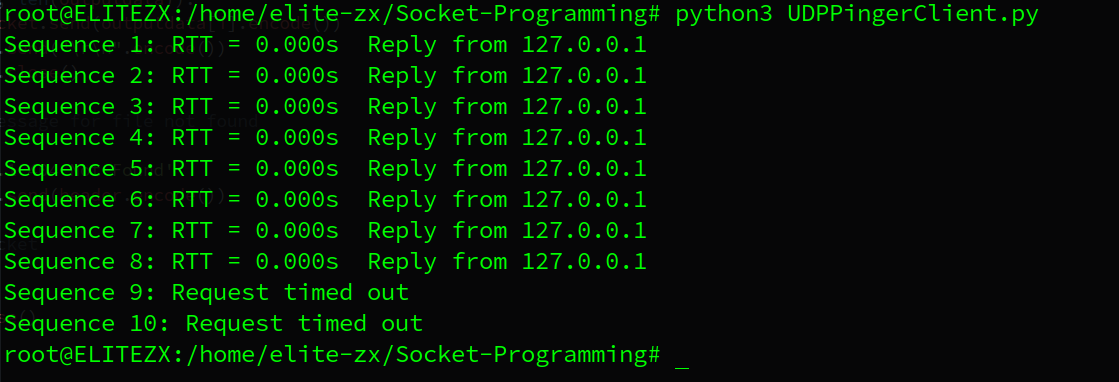 root@ELITEZX:/home/elite-zx/Socket-Programming# python3 UDPPingerClient.py
Sequence 1: RTT = 0.000s  Reply from 127.0.0.1
Sequence 2: RTT = 0.000s  Reply from 127.0.0.1
Sequence 3: RTT = 0.000s  Reply from 127.0.0.1
Sequence 4: RTT = 0.000s  Reply from 127.0.0.1
Sequence 5: RTT = 0.000s  Reply from 127.0.0.1
Sequence 6: RTT = 0.000s  Reply from 127.0.0.1
Sequence 7: RTT = 0.000s  Reply from 127.0.0.1
Sequence 8: RTT = 0.000s  Reply from 127.0.0.1
Sequence 9: Request timed out
Sequence 10: Request timed out
root@ELITEZX:/home/elite-zx/Socket-Programming# _